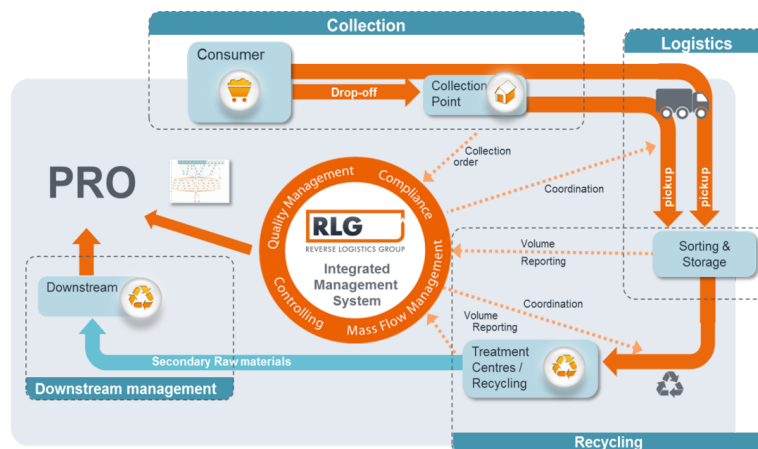 Collection
Logistics
Consumer
Drop-off
Collection
Point
Collection
order
Coordination
pickup
pickup
PRO
Quality Management
Compliance
RLG
REVERSE LOGISTICS GROUP
Integrated
Management
System
Controlling
Mass Flow Management
Volume
Reporting
Sorting &
Storage
Downstream
Coordination
Volume
Reporting
Treatment
Centres /
Recycling
Secondary Raw materials
Downstream management
Recycling